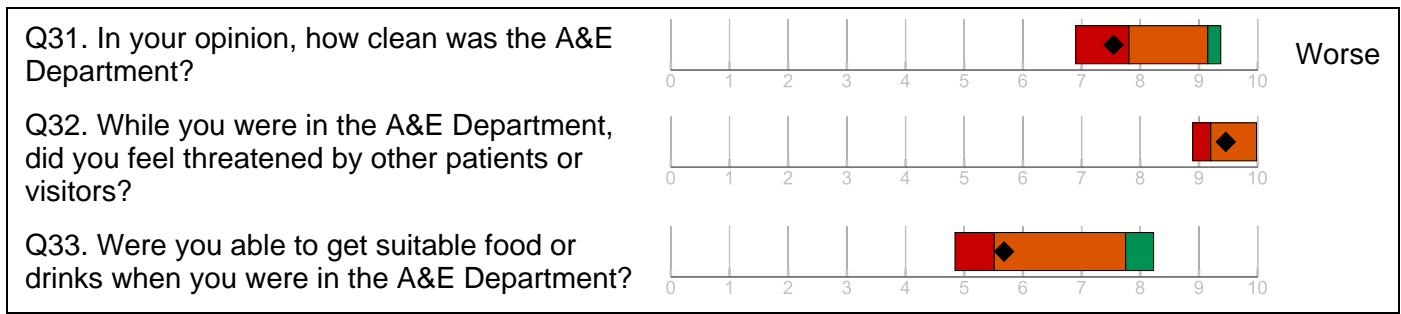 Q31. In your opinion, how clean was the A&E
Department?
0 1 2 3 4 5 6 7 8 9 10
Worse
Q32. While you were in the A&E Department,
did you feel threatened by other patients or
visitors?
0 1 2 3 4 5 6 7 8 9 10
Q33. Were you able to get suitable food or
drinks when you were in the A&E Department?
0 1 2 3 4 5 6 7 8 9 10